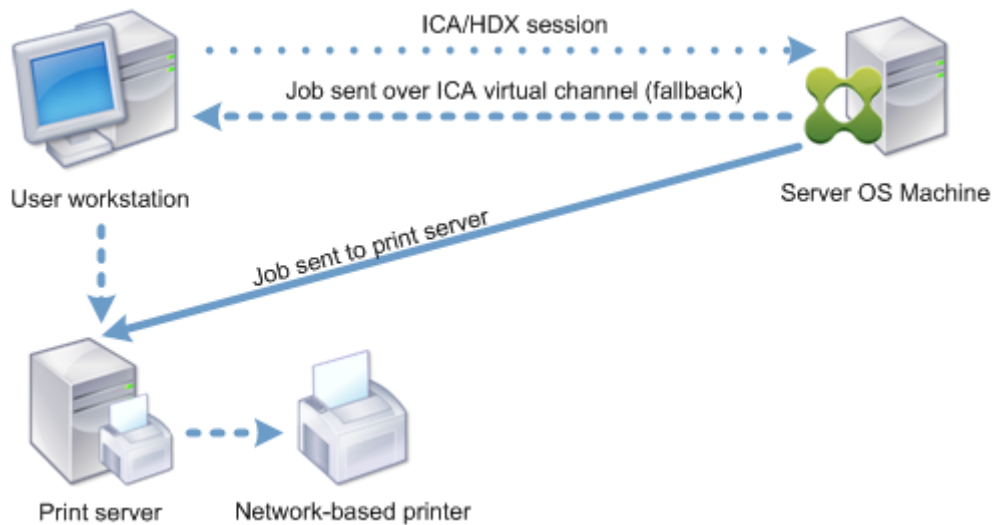 ICA/HDX session
Job sent over ICA virtual channel (fallback)
User workstation
Server OS Machine
Job sent to print server
Print server
Network-based printer